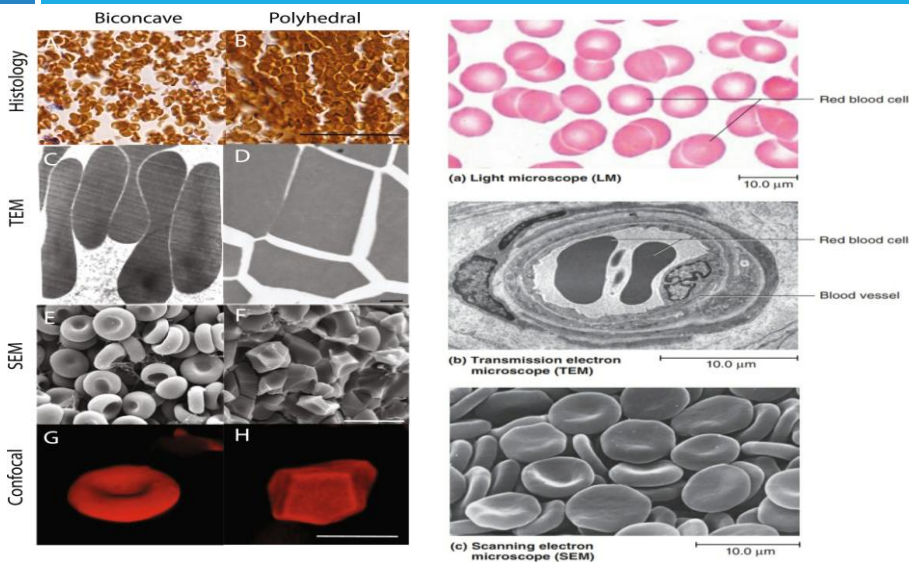 Biconcave Polyhedral
Histology
A B
TEM
C D
SEM
E F
Confocal
G H
Red blood cell
(a) Light microscope (LM)
10.0 μm
Red blood cell
Blood vessel
(b) Transmission electron
microscope (TEM)
10.0 μm
(c) Scanning electron
microscope (SEM)
10.0 μm